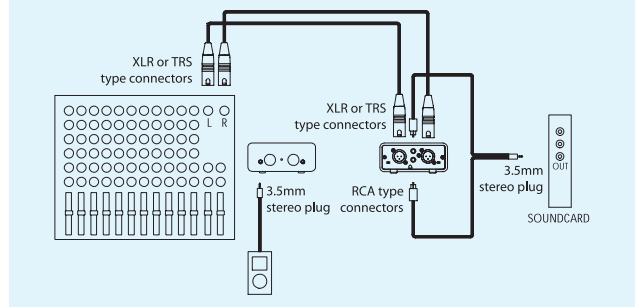 XLR or TRS
type connectors
L R
XLR or TRS
type connectors
3.5mm
stereo plug
RCA type
connectors
3.5mm
stereo plug
OUT
SOUNDCARD